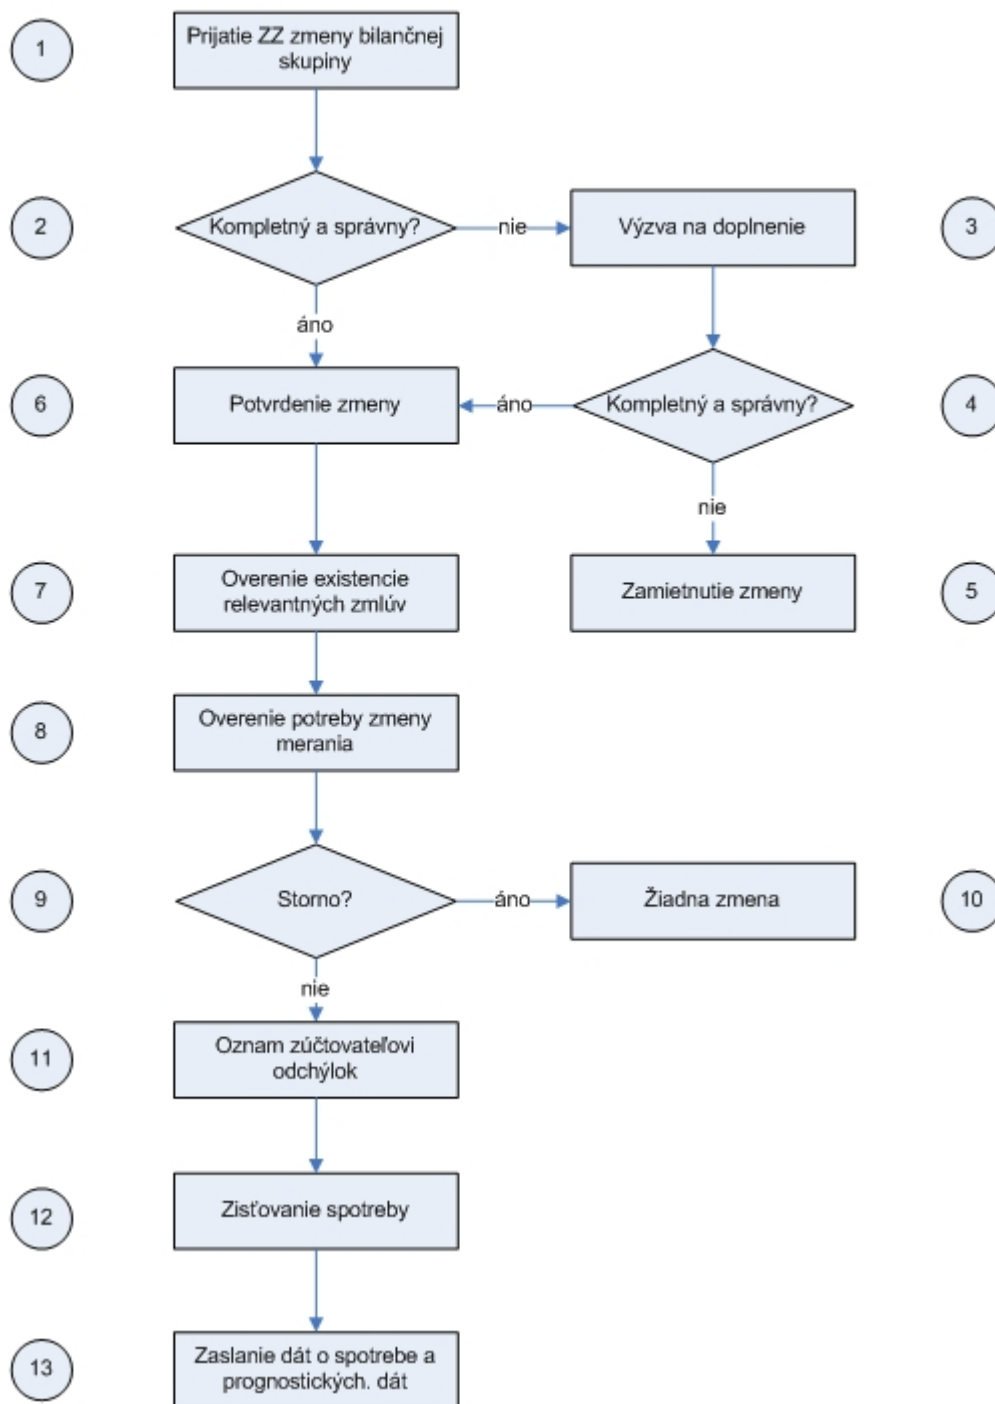 1
Prijatie ZZ zmeny bilančnej
skupiny
2
Kompletný a správny?
nie
Výzva na doplnenie
3
áno
6
Potvrdenie zmeny
áno
Kompletný a správny?
4
nie
7
Overenie existencie
relevantných zmlúv
Zamietnutie zmeny
5
8
Overenie potreby zmeny
merania
9
Storno?
áno
Žiadna zmena
10
nie
11
Oznam zúčtovateľovi
odchýlok
12
Zisťovanie spotreby
13
Zaslanie dát o spotrebe a
prognostických. dát